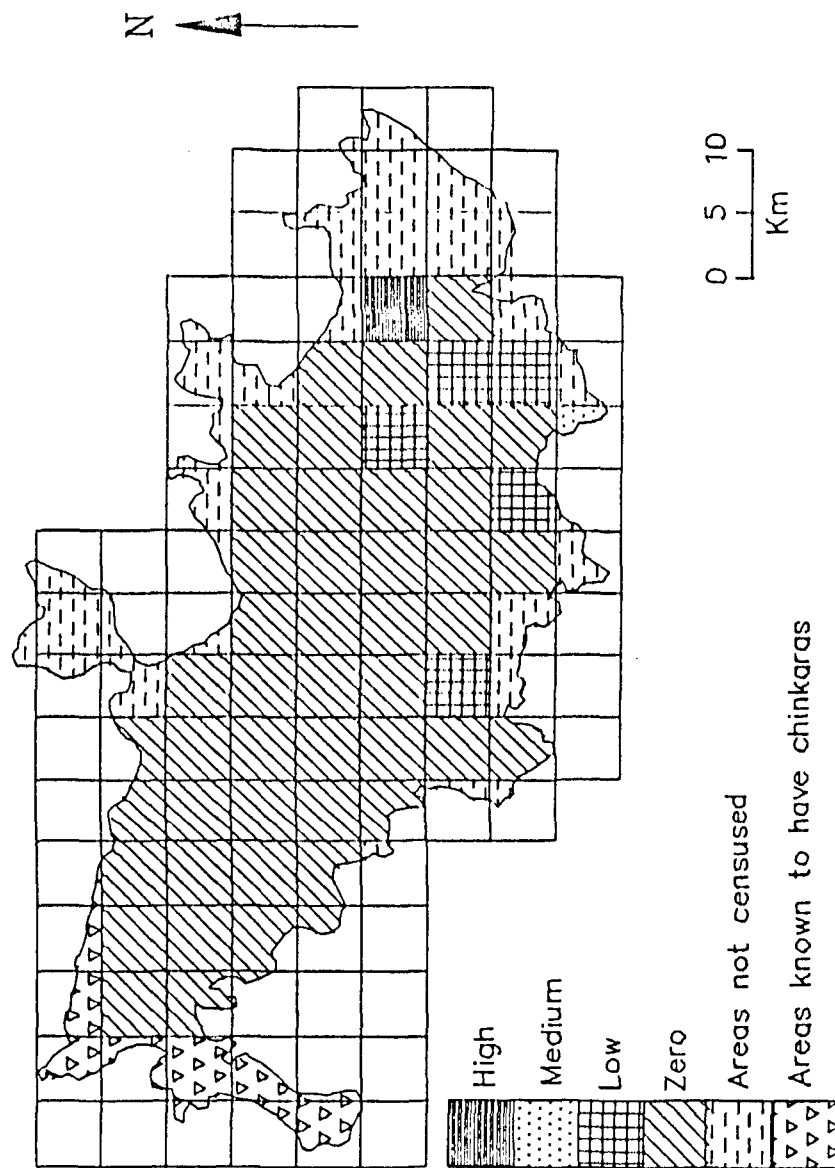 N
0 5 10
Km
High
Medium
Low
Zero
Areas not censused
Areas known to have chinkaras